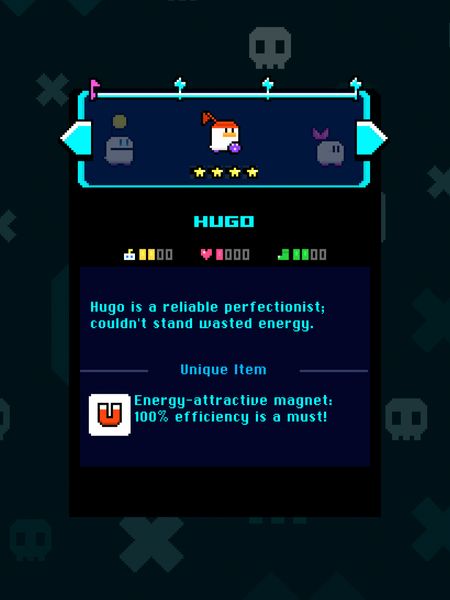 HUGO
Hugo is a reliable perfectionist;
couldn't stand wasted energy.
Unique Item
Energy-attractive magnet:
100% efficiency is a must!